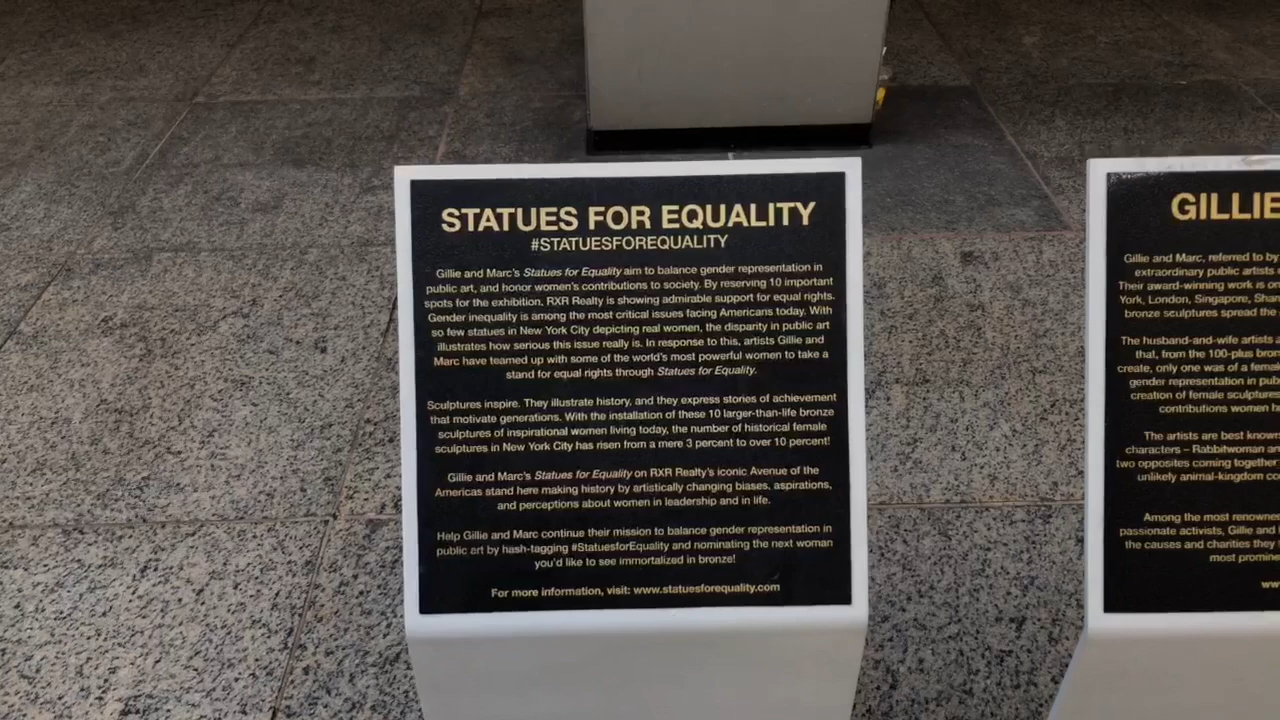 STATUES FOR EQUALITY
#STATUESFOREQUALITY
Gillie and Marc's Statues for Equality aim to balance gender representation in
public art, and honor women's contributions to society. By reserving 10 important
spots for the exhibition, RXR Realty is showing admirable support for equal rights.
Gender inequality is among the most critical issues facing Americans today. With
so few statues in New York City depicting real women, the disparity in public art
illustrates how serious this issue really is. In response to this, artists Gillie and
Marc have teamed up with some of the world's most powerful women to take a
stand for equal rights through Statues for Equality.
Sculptures inspire. They illustrate history, and they express stories of achievement
that motivate generations. With the installation of these 10 larger-than-life bronze
sculptures of inspirational women living today, the number of historical female
sculptures in New York City has risen from a mere 3 percent to over 10 percent!
Gillie and Marc's Statues for Equality on RXR Realty's iconic Avenue of the
Americas stand here making history by artistically changing biases, aspirations,
and perceptions about women in leadership and in life.
Help Gillie and Marc continue their mission to balance gender representation in
public art by hash-tagging #StatuesforEquality and nominating the next woman
you'd like to see immortalized in bronze!
For more information, visit: www.statuesforequality.com
GILLIE
Gillie and Marc, referred to by
extraordinary public artists
Their award-winning work is on
York, London, Singapore, Shan
bronze sculptures spread the
The husband-and-wife artists
that, from the 100-plus bron
create, only one was of a femal
gender representation in pub
creation of female sculptures
contributions women h
The artists are best known
characters – Rabbitwoman an
two opposites coming together
unlikely animal-kingdom co
Among the most renowne
passionate activists, Gillie and
the causes and charities they
most promine
ww